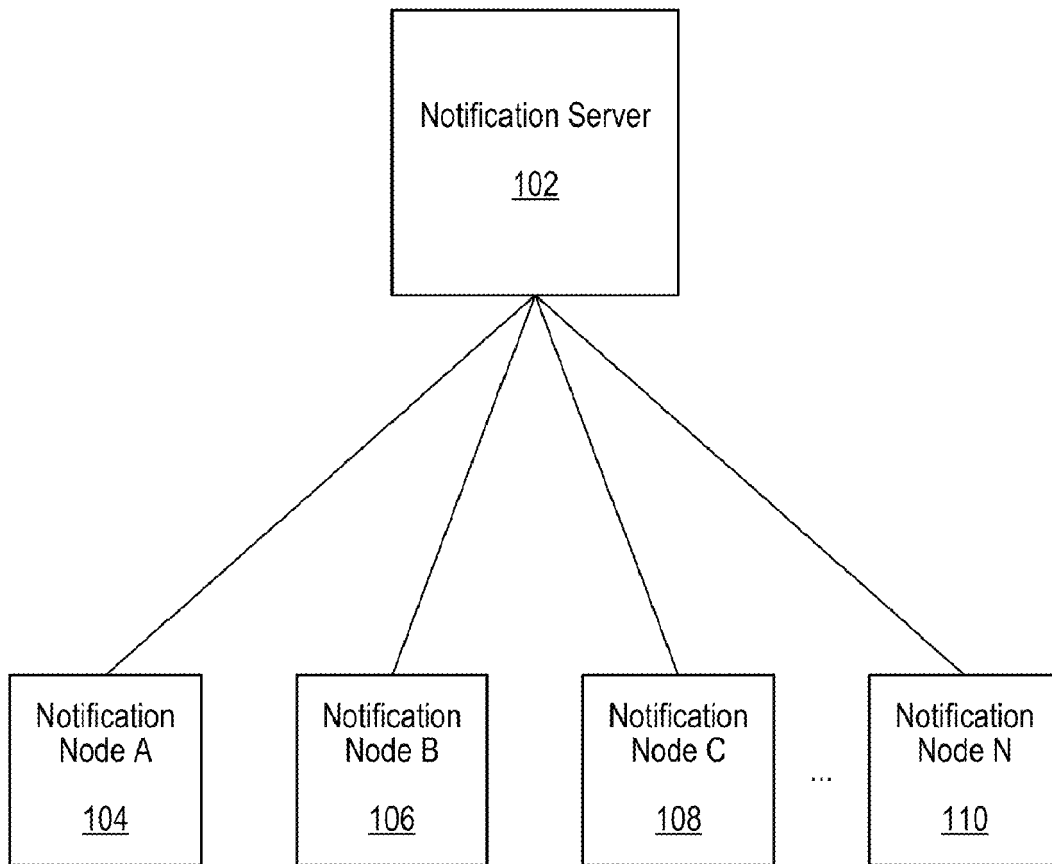 Notification Server
102
Notification
Node A
104
Notification
Node B
106
Notification
Node C
108
...
Notification
Node N
110